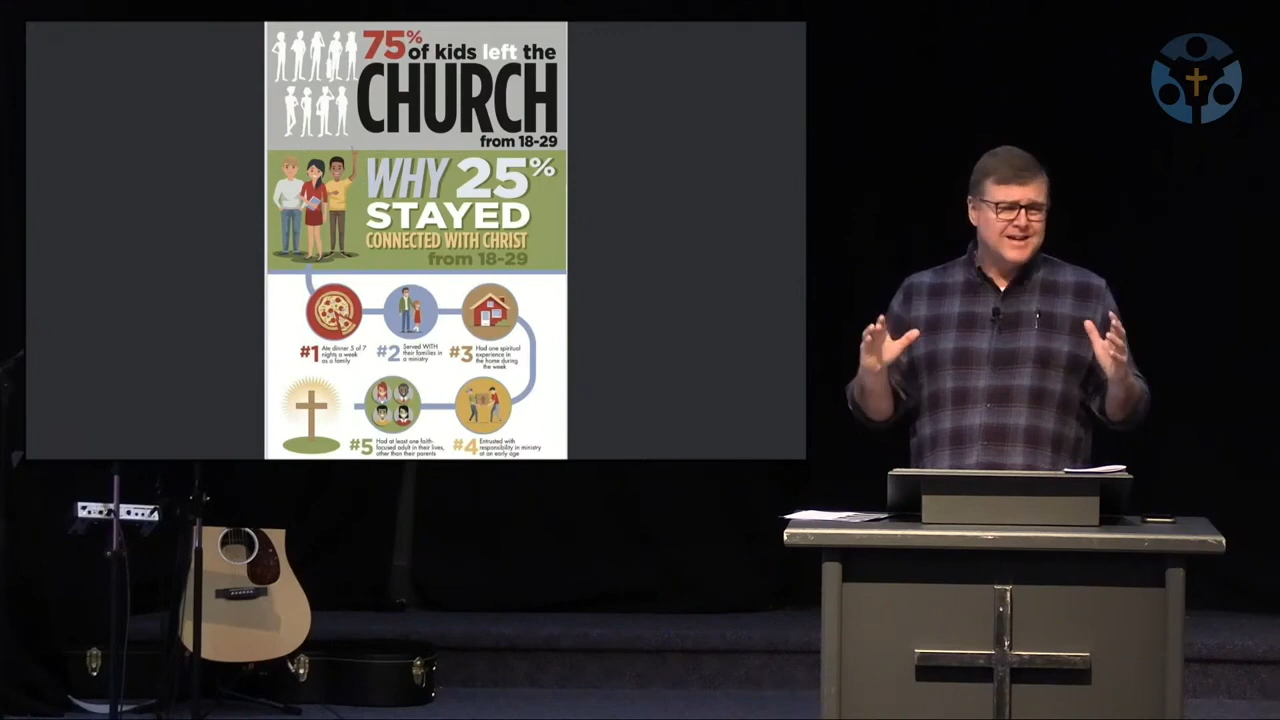 75% of kids left the
CHURCH
from 18-29
WHY 25%
STAYED
CONNECTED WITH CHRIST
from 18-29
#1 Ate dinner 5 of 7
nights a week
as a family
#2 Served WITH
their families in
a ministry
#3 Had one spiritual
experience in
the home during
the week
#5 Had at least one faith-
focused adult in their lives,
other than their parents
#4 Entrusted with
responsibility in ministry
at an early age